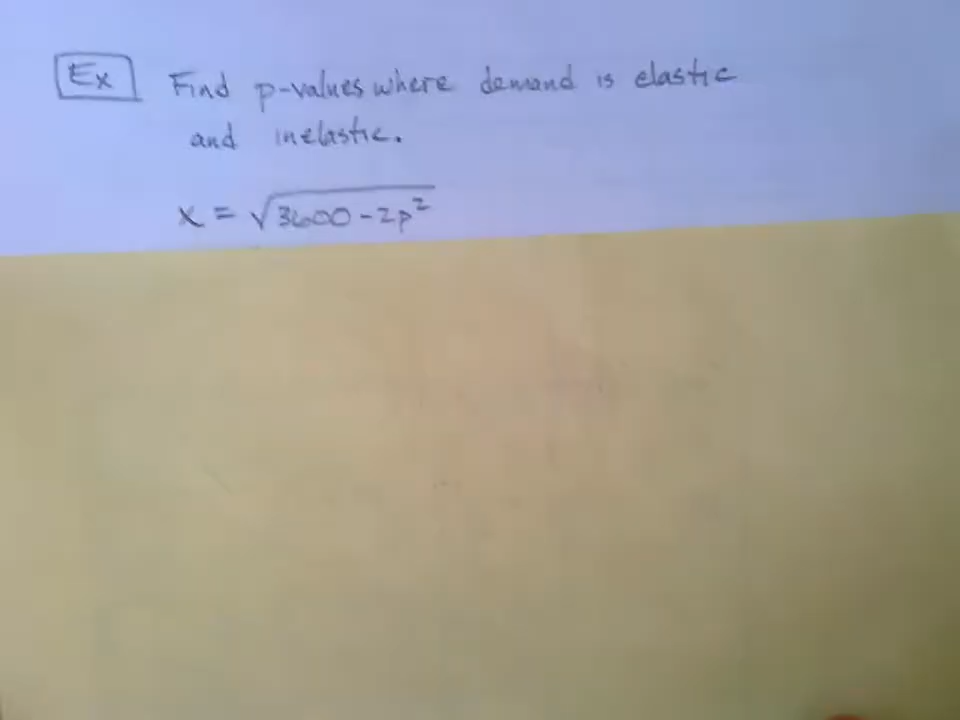 Ex Find p-values where demand is elastic
and inelastic.
x = √(3600 - 2p²)